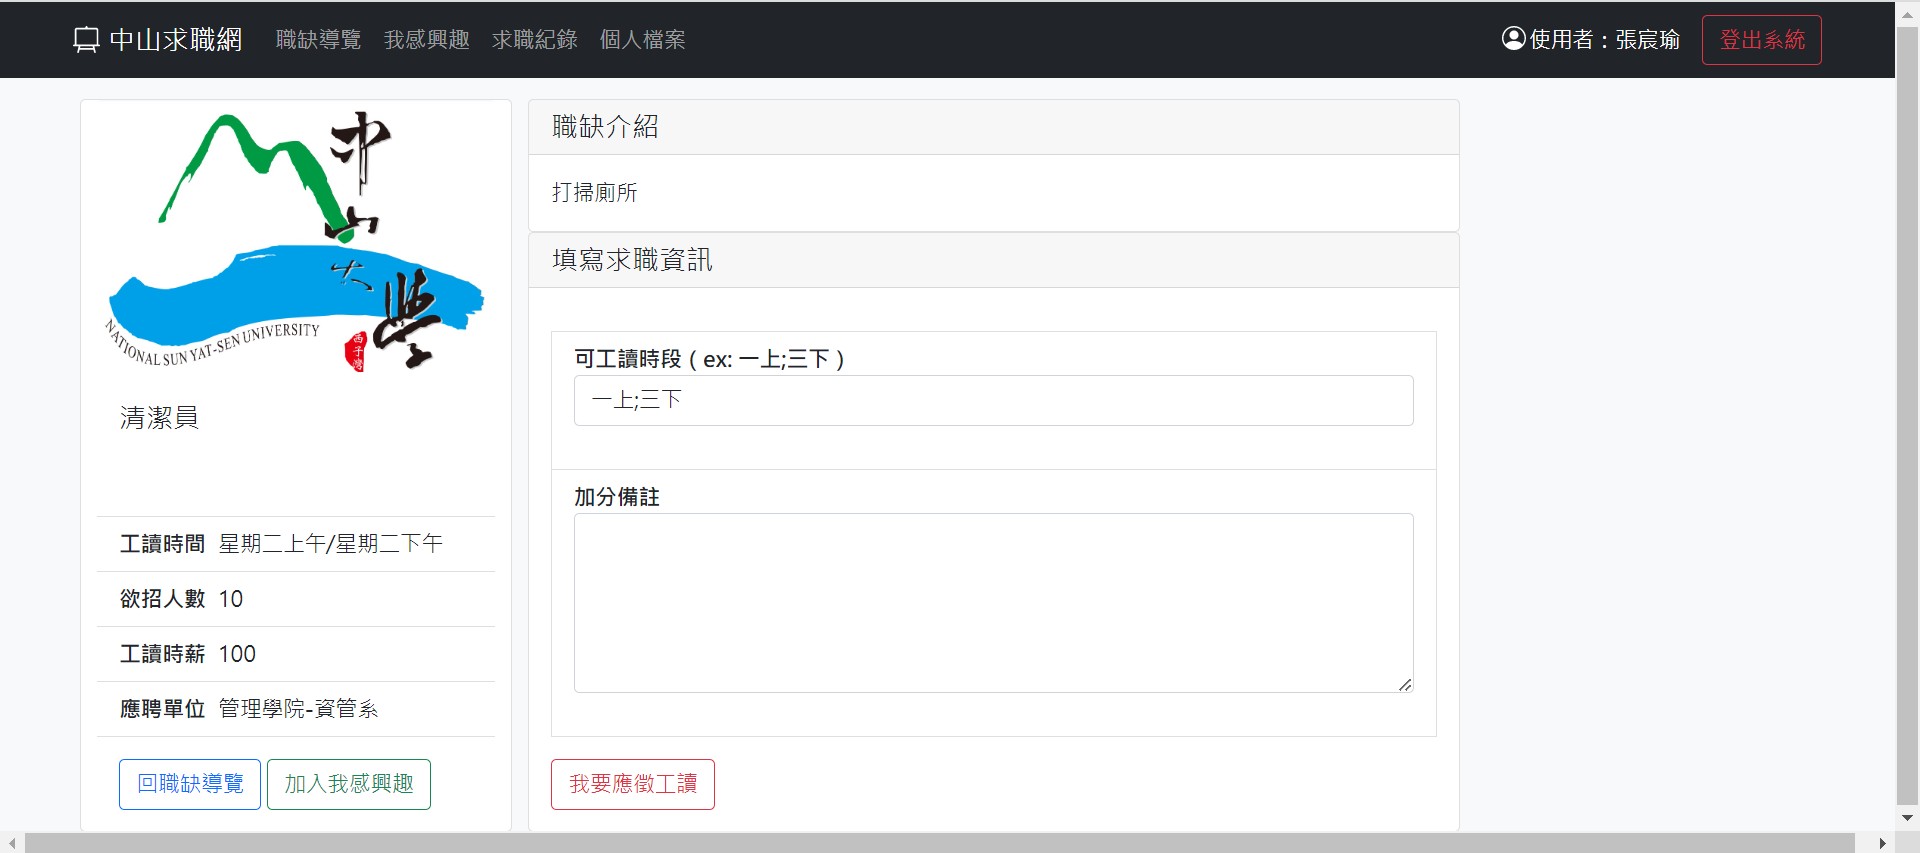 中山求職網 職缺導覽 我感興趣 求職紀錄 個人檔案 使用者：張宸瑜 登出系統
中山大學
NATIONAL SUN YAT-SEN UNIVERSITY
西子灣
清潔員
工讀時間 星期二上午/星期二下午
欲招人數 10
工讀時薪 100
應聘單位 管理學院-資管系
回職缺導覽 加入我感興趣
職缺介紹
打掃廁所
填寫求職資訊
可工讀時段（ex: 一上;三下）
一上;三下
加分備註
我要應徵工讀